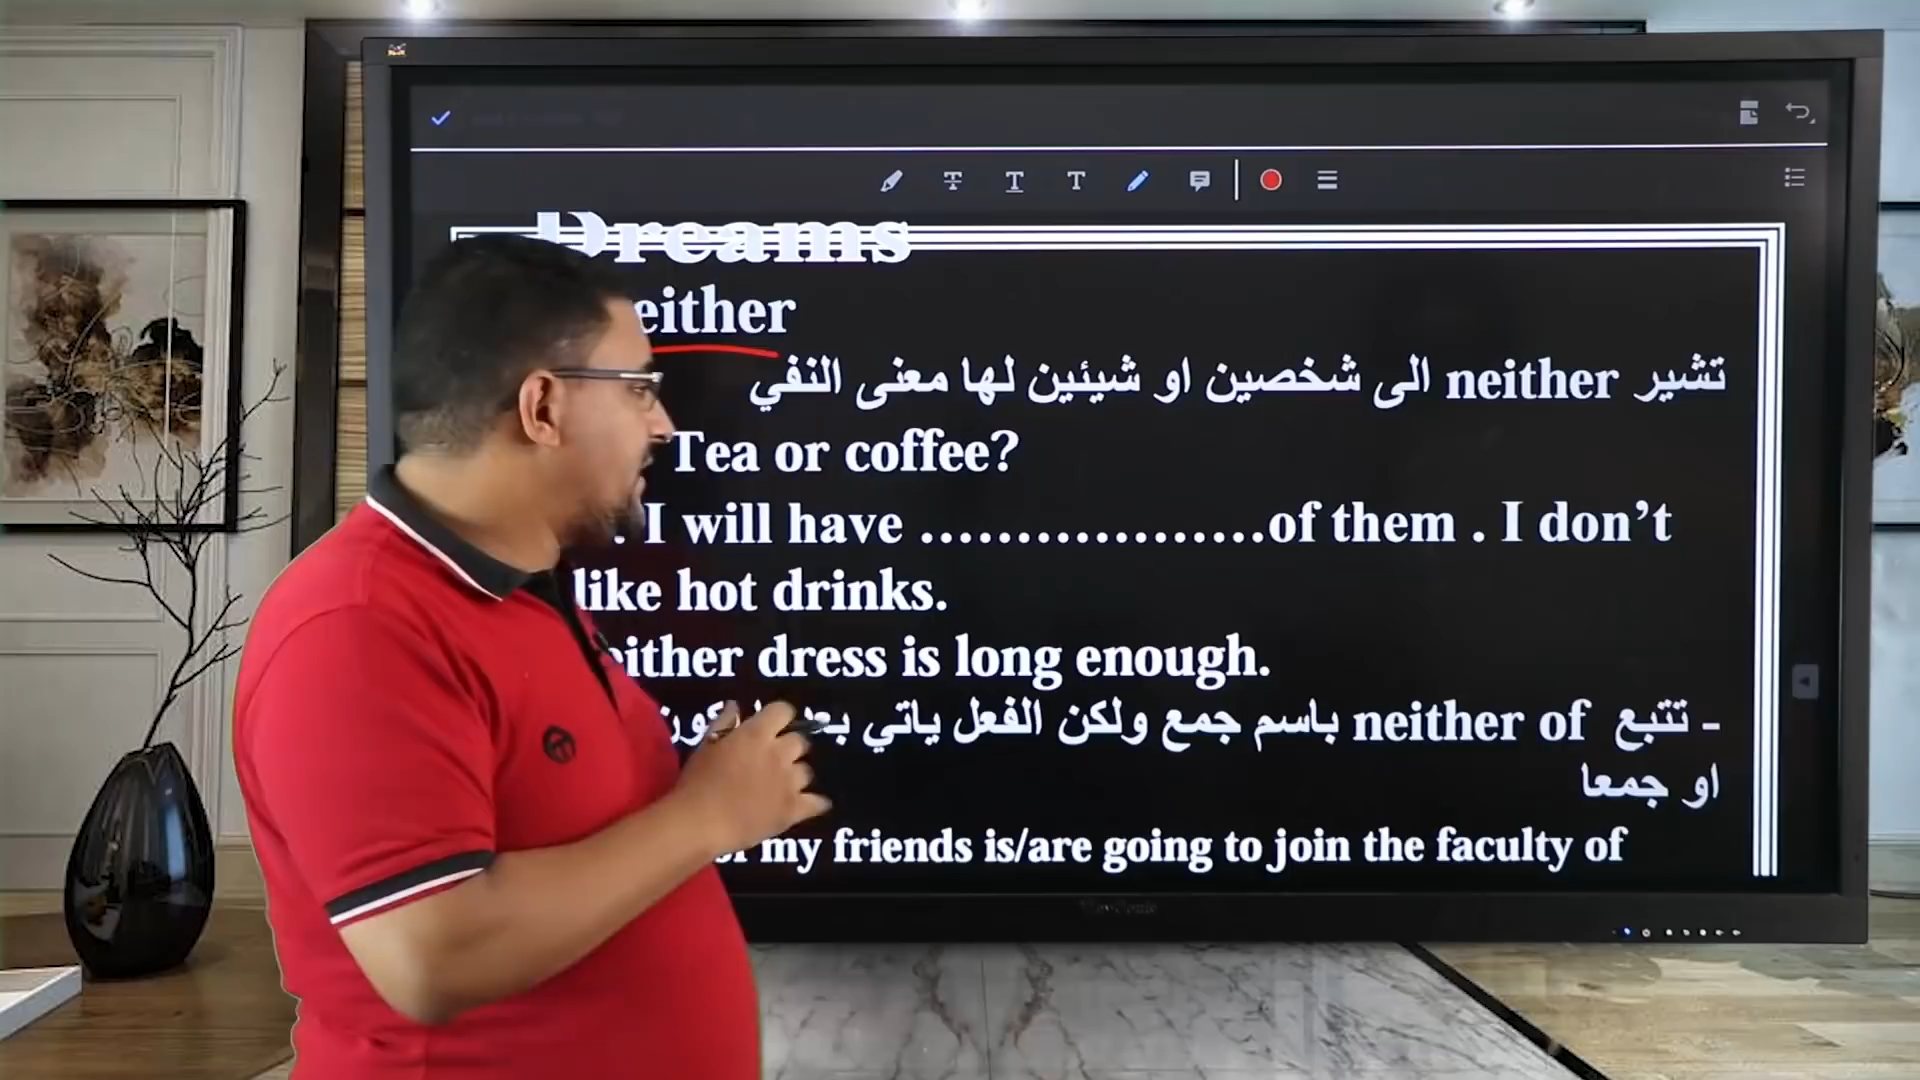 Dreams
either
تشير neither الى شخصين او شيئين لها معنى النفي
Tea or coffee?
. I will have ..................of them . I don't
like hot drinks.
either dress is long enough.
- تتبع neither of باسم جمع ولكن الفعل ياتي
او جمعا
my friends is/are going to join the faculty of
ViewSonic